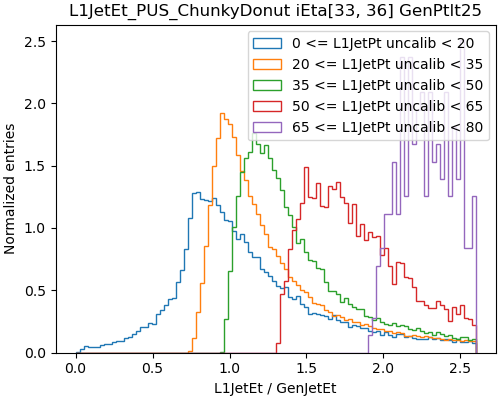 L1JetEt_PUS_ChunkyDonut iEta[33, 36] GenPtlt25
0 <= L1JetPt uncalib < 20
20 <= L1JetPt uncalib < 35
35 <= L1JetPt uncalib < 50
50 <= L1JetPt uncalib < 65
65 <= L1JetPt uncalib < 80
Normalized entries
2.5
2.0
1.5
1.0
0.5
0.0
0.0 0.5 1.0 1.5 2.0 2.5
L1JetEt / GenJetEt